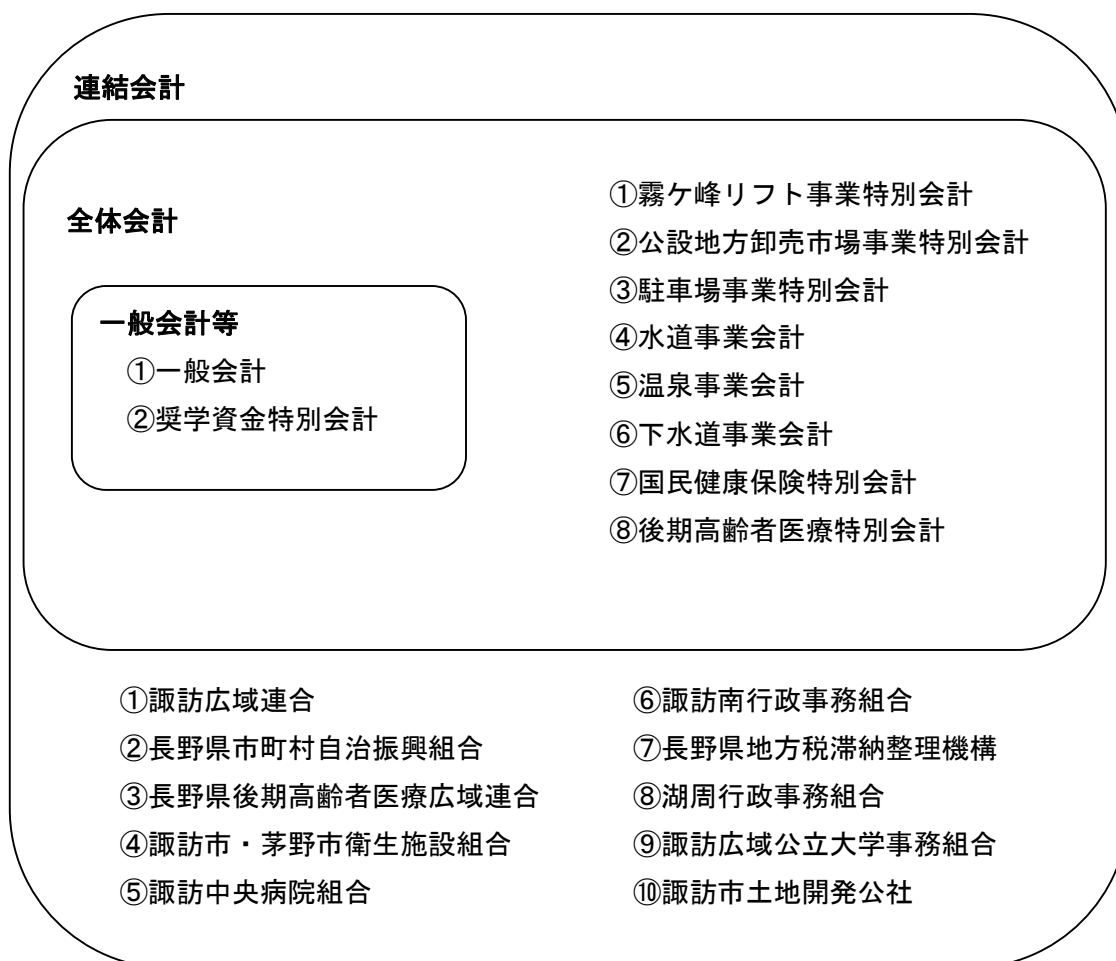 連結会計
全体会計
一般会計等
①一般会計
②奨学資金特別会計
①霧ケ峰リフト事業特別会計
②公設地方卸売市場事業特別会計
③駐車場事業特別会計
④水道事業会計
⑤温泉事業会計
⑥下水道事業会計
⑦国民健康保険特別会計
⑧後期高齢者医療特別会計
①諏訪広域連合
②長野県市町村自治振興組合
③長野県後期高齢者医療広域連合
④諏訪市・茅野市衛生施設組合
⑤諏訪中央病院組合
⑥諏訪南行政事務組合
⑦長野県地方税滞納整理機構
⑧湖周行政事務組合
⑨諏訪広域公立大学事務組合
⑩諏訪市土地開発公社